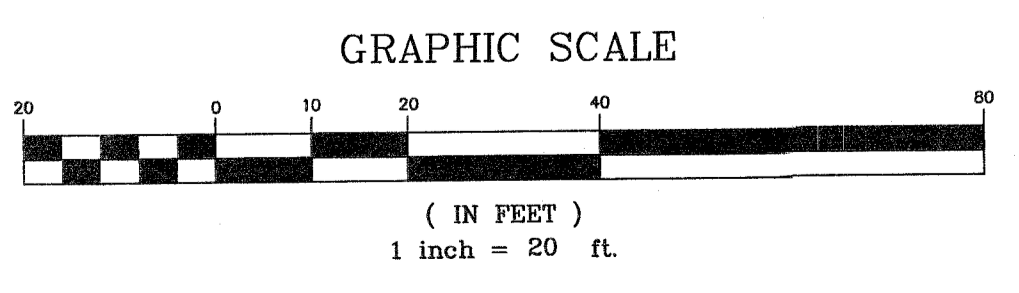 GRAPHIC SCALE
20 0 10 20 40 80
( IN FEET )
1 inch = 20 ft.